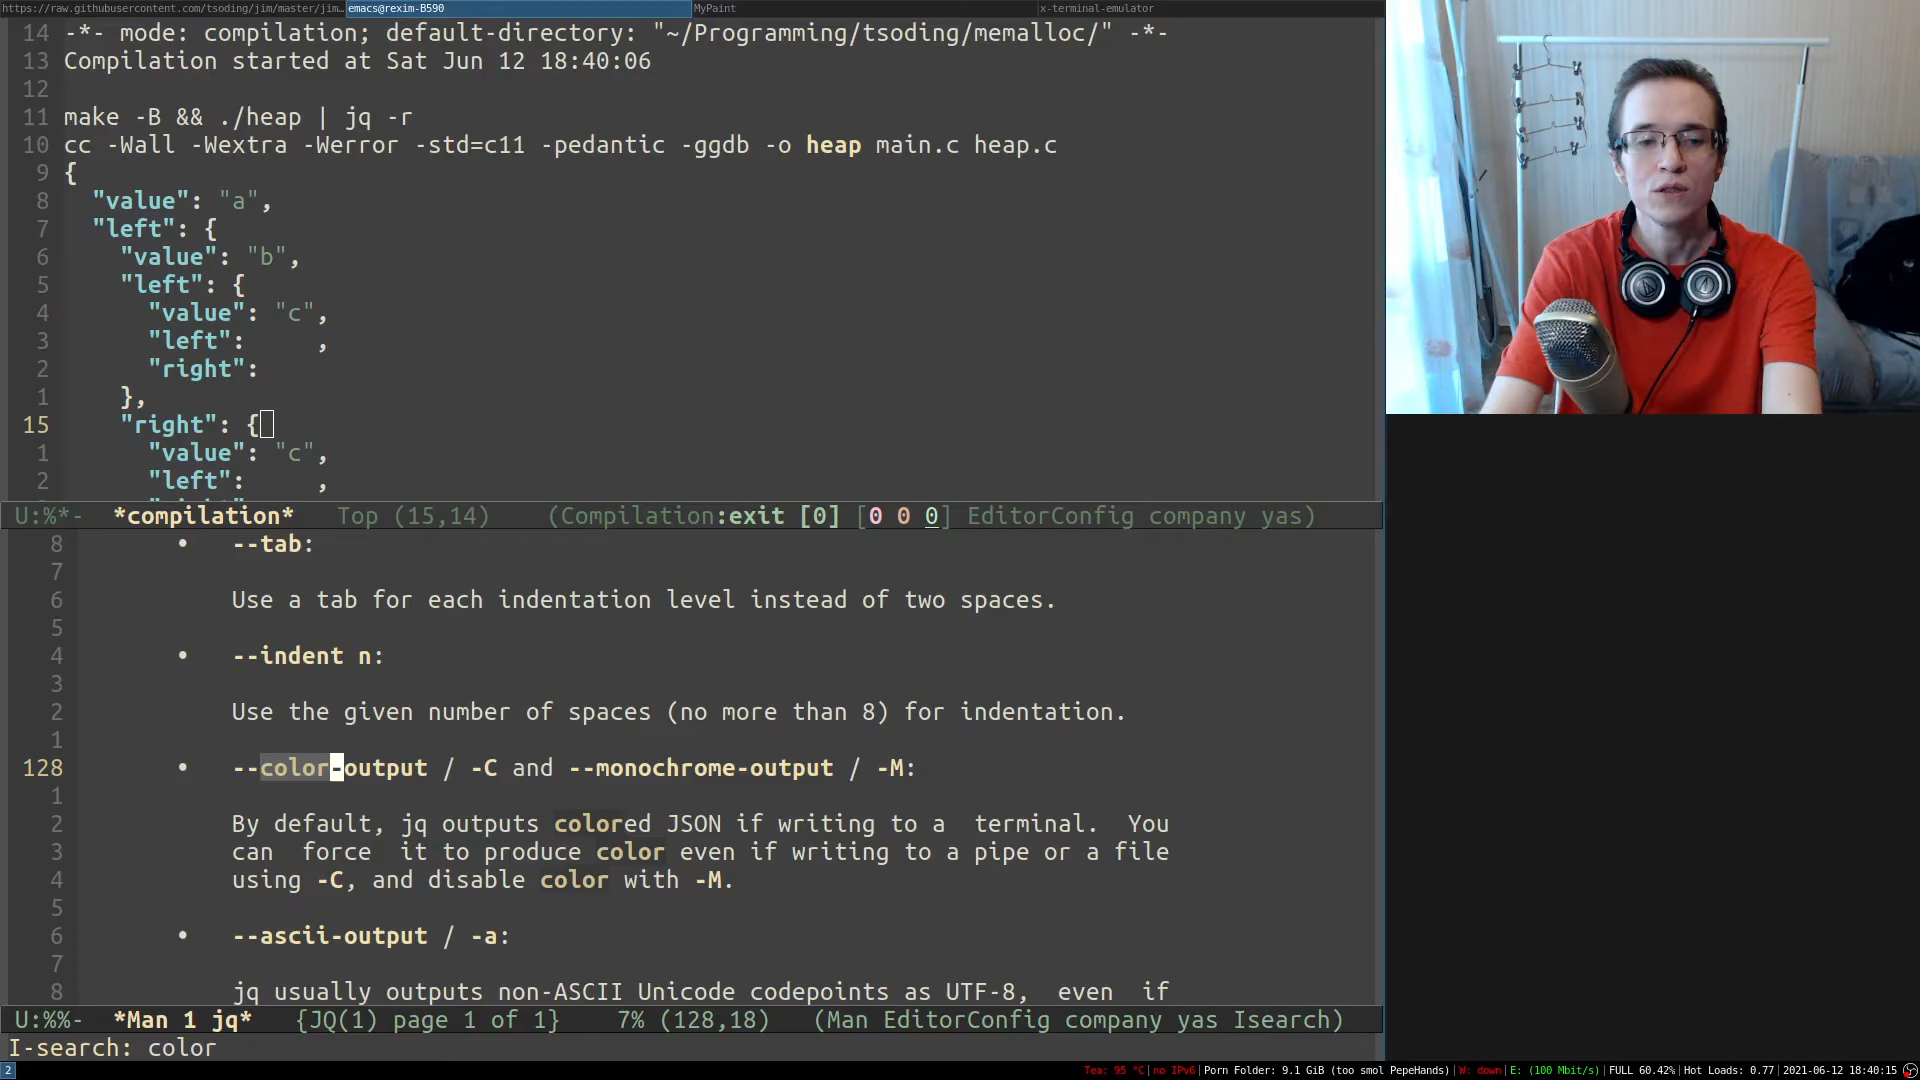 https://raw.githubusercontent.com/tsoding/jim/master/jim… emacs@rexim-B590 MyPaint x-terminal-emulator
14 -*- mode: compilation; default-directory: "~/Programming/tsoding/memalloc/" -*-
13 Compilation started at Sat Jun 12 18:40:06
12
11 make -B && ./heap | jq -r
10 cc -Wall -Wextra -Werror -std=c11 -pedantic -ggdb -o heap main.c heap.c
9 {
8 "value": "a",
7 "left": {
6 "value": "b",
5 "left": {
4 "value": "c",
3 "left": ,
2 "right":
1 },
15 "right": {
1 "value": "c",
2 "left": ,
U:%*- *compilation* Top (15,14) (Compilation:exit [0] [0 0 0] EditorConfig company yas)
8 • --tab:
7
6 Use a tab for each indentation level instead of two spaces.
5
4 • --indent n:
3
2 Use the given number of spaces (no more than 8) for indentation.
1
128 • --color-output / -C and --monochrome-output / -M:
1
2 By default, jq outputs colored JSON if writing to a terminal. You
3 can force it to produce color even if writing to a pipe or a file
4 using -C, and disable color with -M.
5
6 • --ascii-output / -a:
7
8 jq usually outputs non-ASCII Unicode codepoints as UTF-8, even if
U:%%- *Man 1 jq* {JQ(1) page 1 of 1} 7% (128,18) (Man EditorConfig company yas Isearch)
I-search: color
2 Tea: 95 °C|no IPv6|Porn Folder: 9.1 GiB (too smol PepeHands)|W: down|E: (100 Mbit/s)|FULL 60.42%|Hot Loads: 0.77|2021-06-12 18:40:15